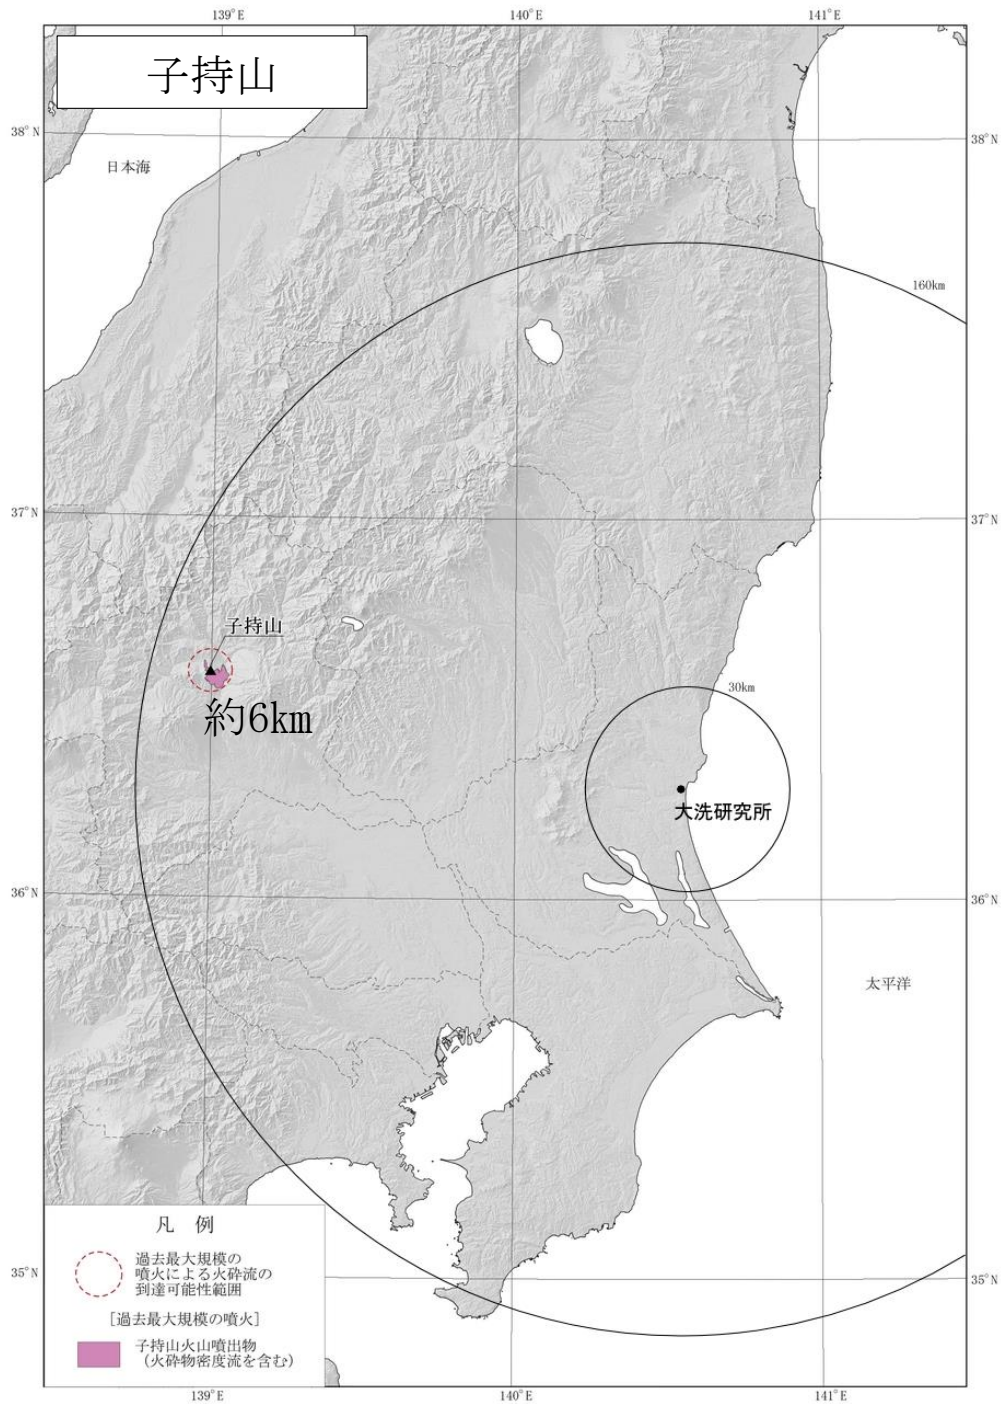 139°E
140°E
141°E
子持山
38°N
38°N
日本海
160km
37°N
37°N
子持山
約6km
30km
大洗研究所
36°N
36°N
太平洋
凡 例
過去最大規模の
噴火による火砕流の
到達可能性範囲
[過去最大規模の噴火]
子持山火山噴出物
(火砕物密度流を含む)
35°N
35°N
139°E
140°E
141°E